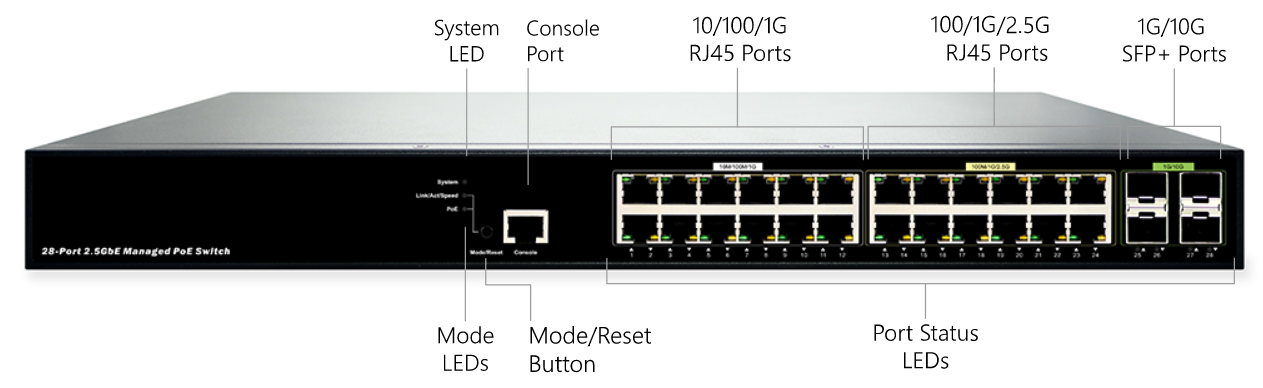 System
LED
Console
Port
10/100/1G
RJ45 Ports
100/1G/2.5G
RJ45 Ports
1G/10G
SFP+ Ports
10M/100M/1G
100M/1G/2.5G
1G/10G
System
Link/Act/Speed
PoE
28-Port 2.5GbE Managed PoE Switch
Mode/Reset
Console
1 2 3 4 5 6 7 8 9 10 11 12
13 14 15 16 17 18 19 20 21 22 23 24
25 26 27 28
Mode
LEDs
Mode/Reset
Button
Port Status
LEDs